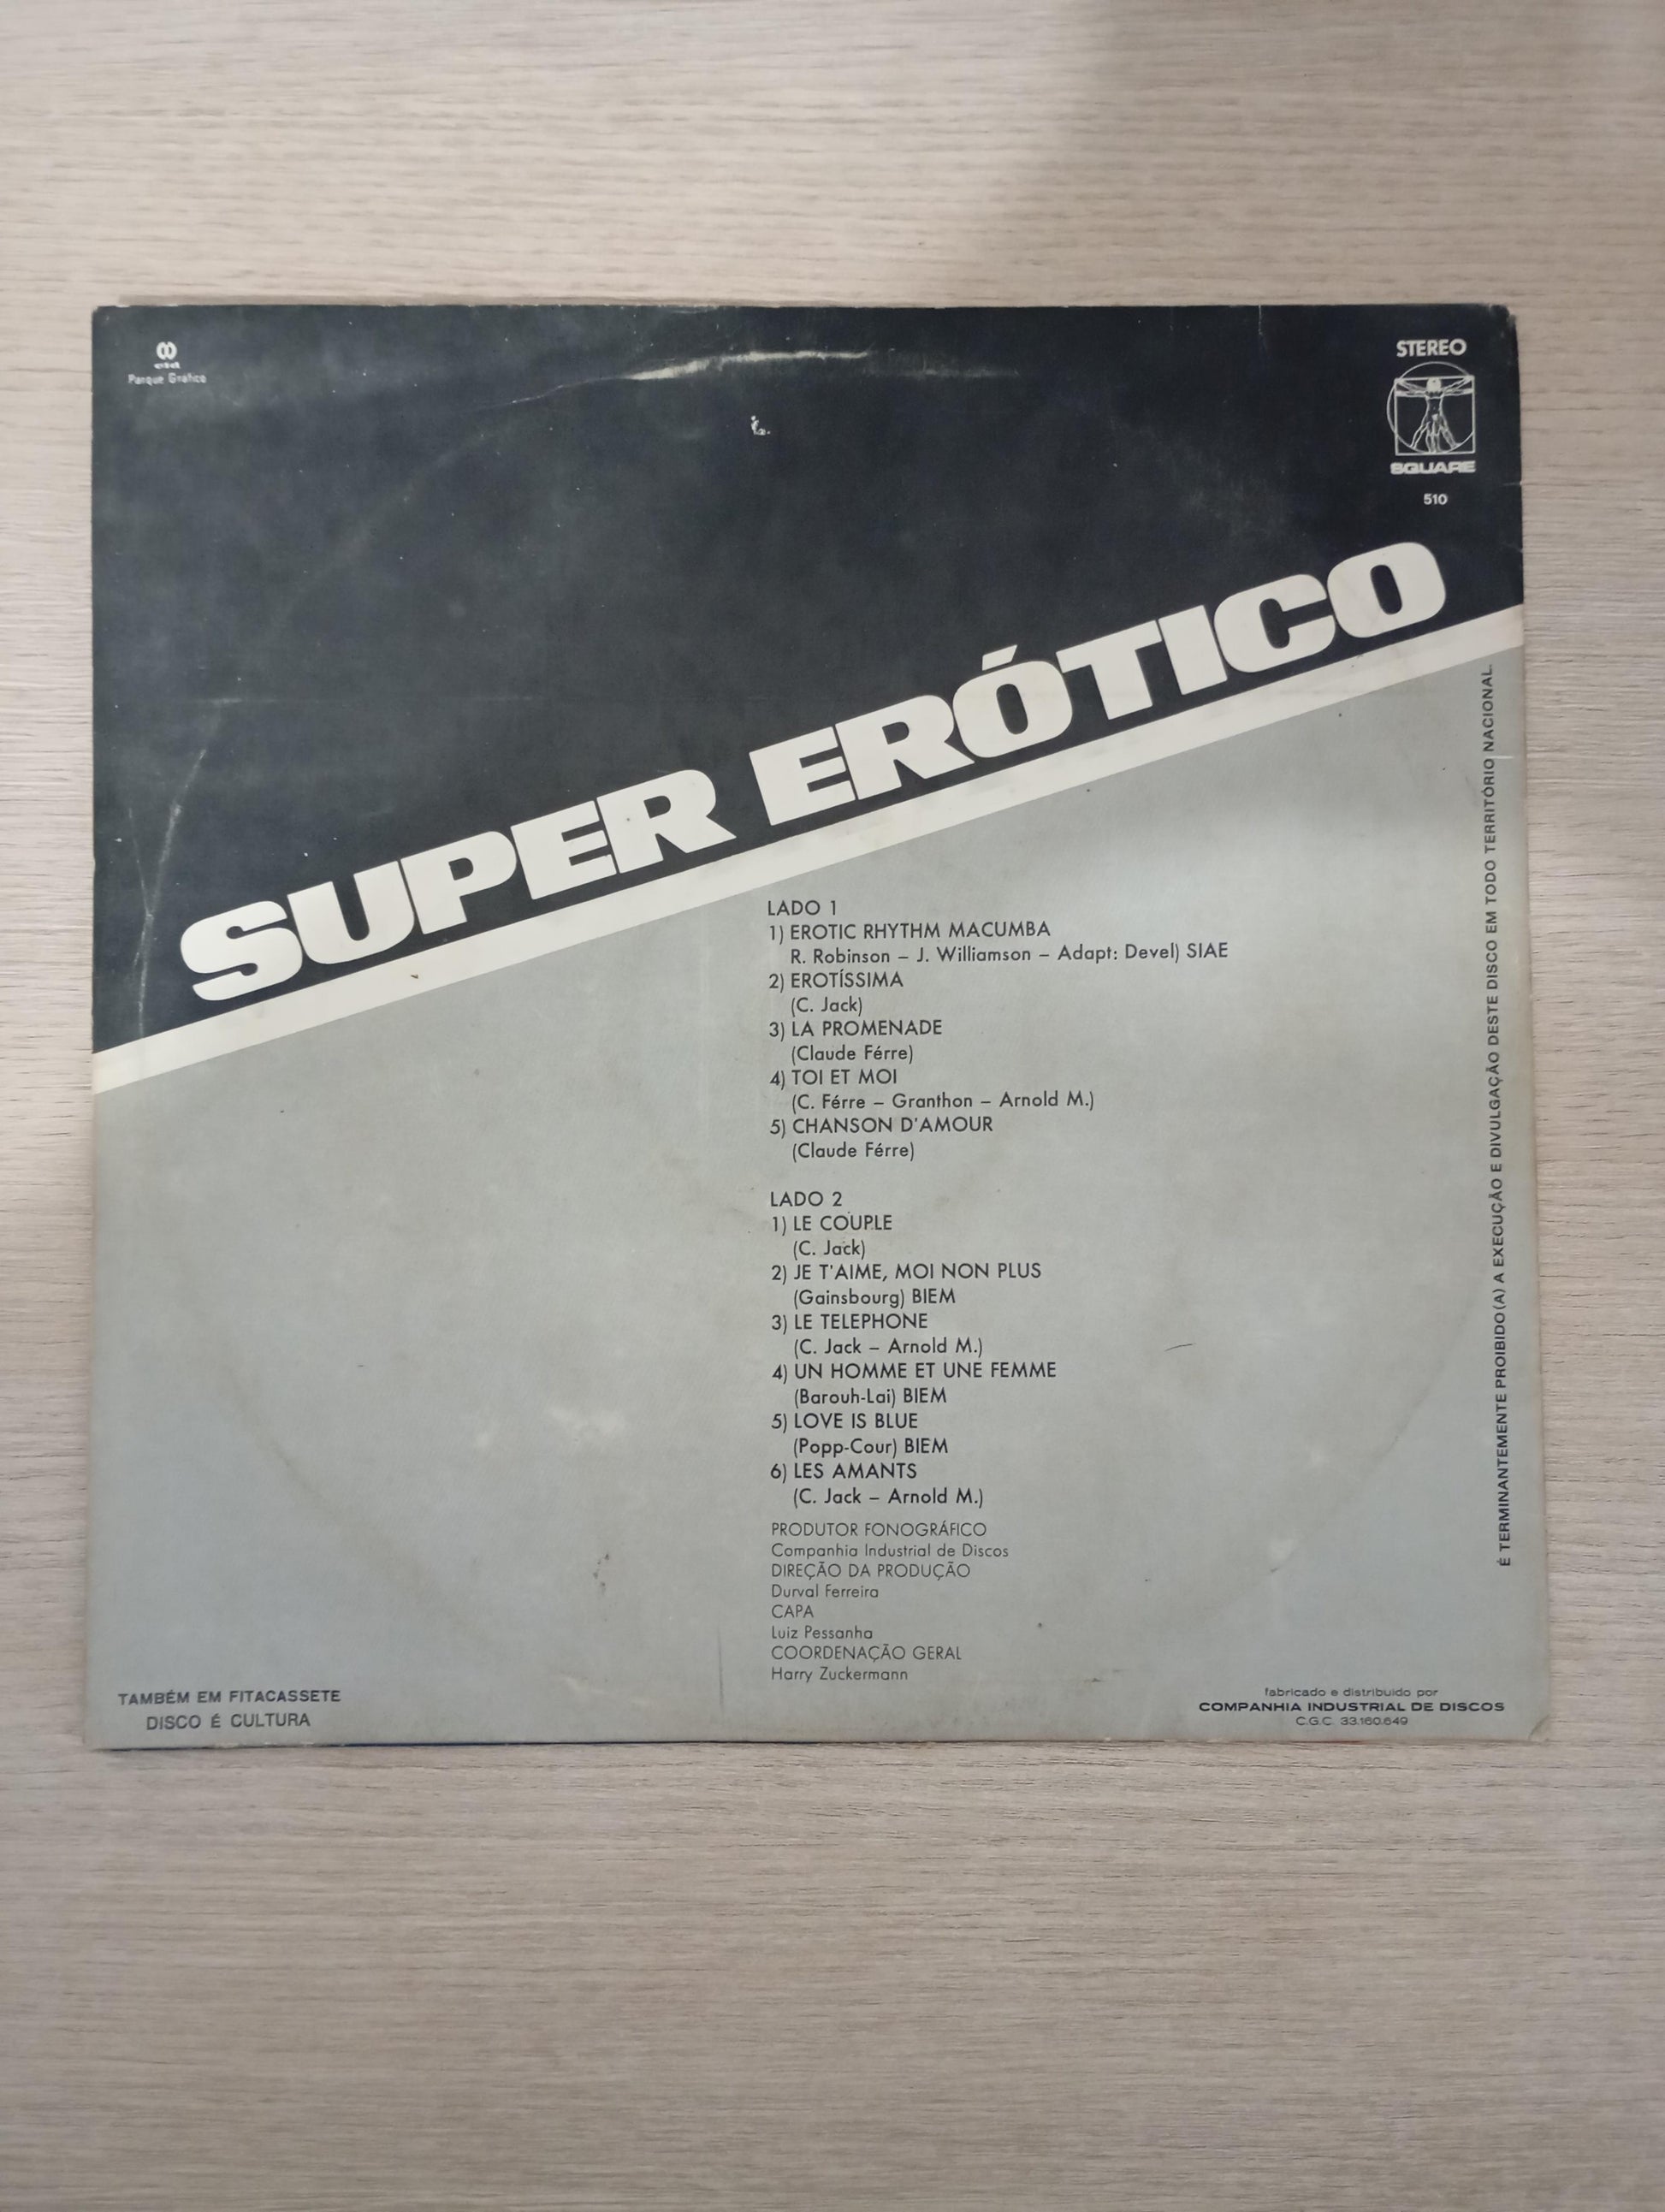 cid
Parque Gráfico
STEREO
SQUARE
510
SUPER ERÓTICO
LADO 1
1) EROTIC RHYTHM MACUMBA
R. Robinson – J. Williamson – Adapt: Devel) SIAE
2) EROTÍSSIMA
(C. Jack)
3) LA PROMENADE
(Claude Férre)
4) TOI ET MOI
(C. Férre – Granthon – Arnold M.)
5) CHANSON D'AMOUR
(Claude Férre)
LADO 2
1) LE COUPLE
(C. Jack)
2) JE T'AIME, MOI NON PLUS
(Gainsbourg) BIEM
3) LE TELEPHONE
(C. Jack – Arnold M.)
4) UN HOMME ET UNE FEMME
(Barouh-Lai) BIEM
5) LOVE IS BLUE
(Popp-Cour) BIEM
6) LES AMANTS
(C. Jack – Arnold M.)
PRODUTOR FONOGRÁFICO
Companhia Industrial de Discos
DIREÇÃO DA PRODUÇÃO
Durval Ferreira
CAPA
Luiz Pessanha
COORDENAÇÃO GERAL
Harry Zuckermann
TAMBÉM EM FITACASSETE
DISCO É CULTURA
fabricado e distribuido por
COMPANHIA INDUSTRIAL DE DISCOS
C.G.C. 33.160.649
É TERMINANTEMENTE PROIBIDO(A) A EXECUÇÃO E DIVULGAÇÃO DESTE DISCO EM TODO TERRITÓRIO NACIONAL.